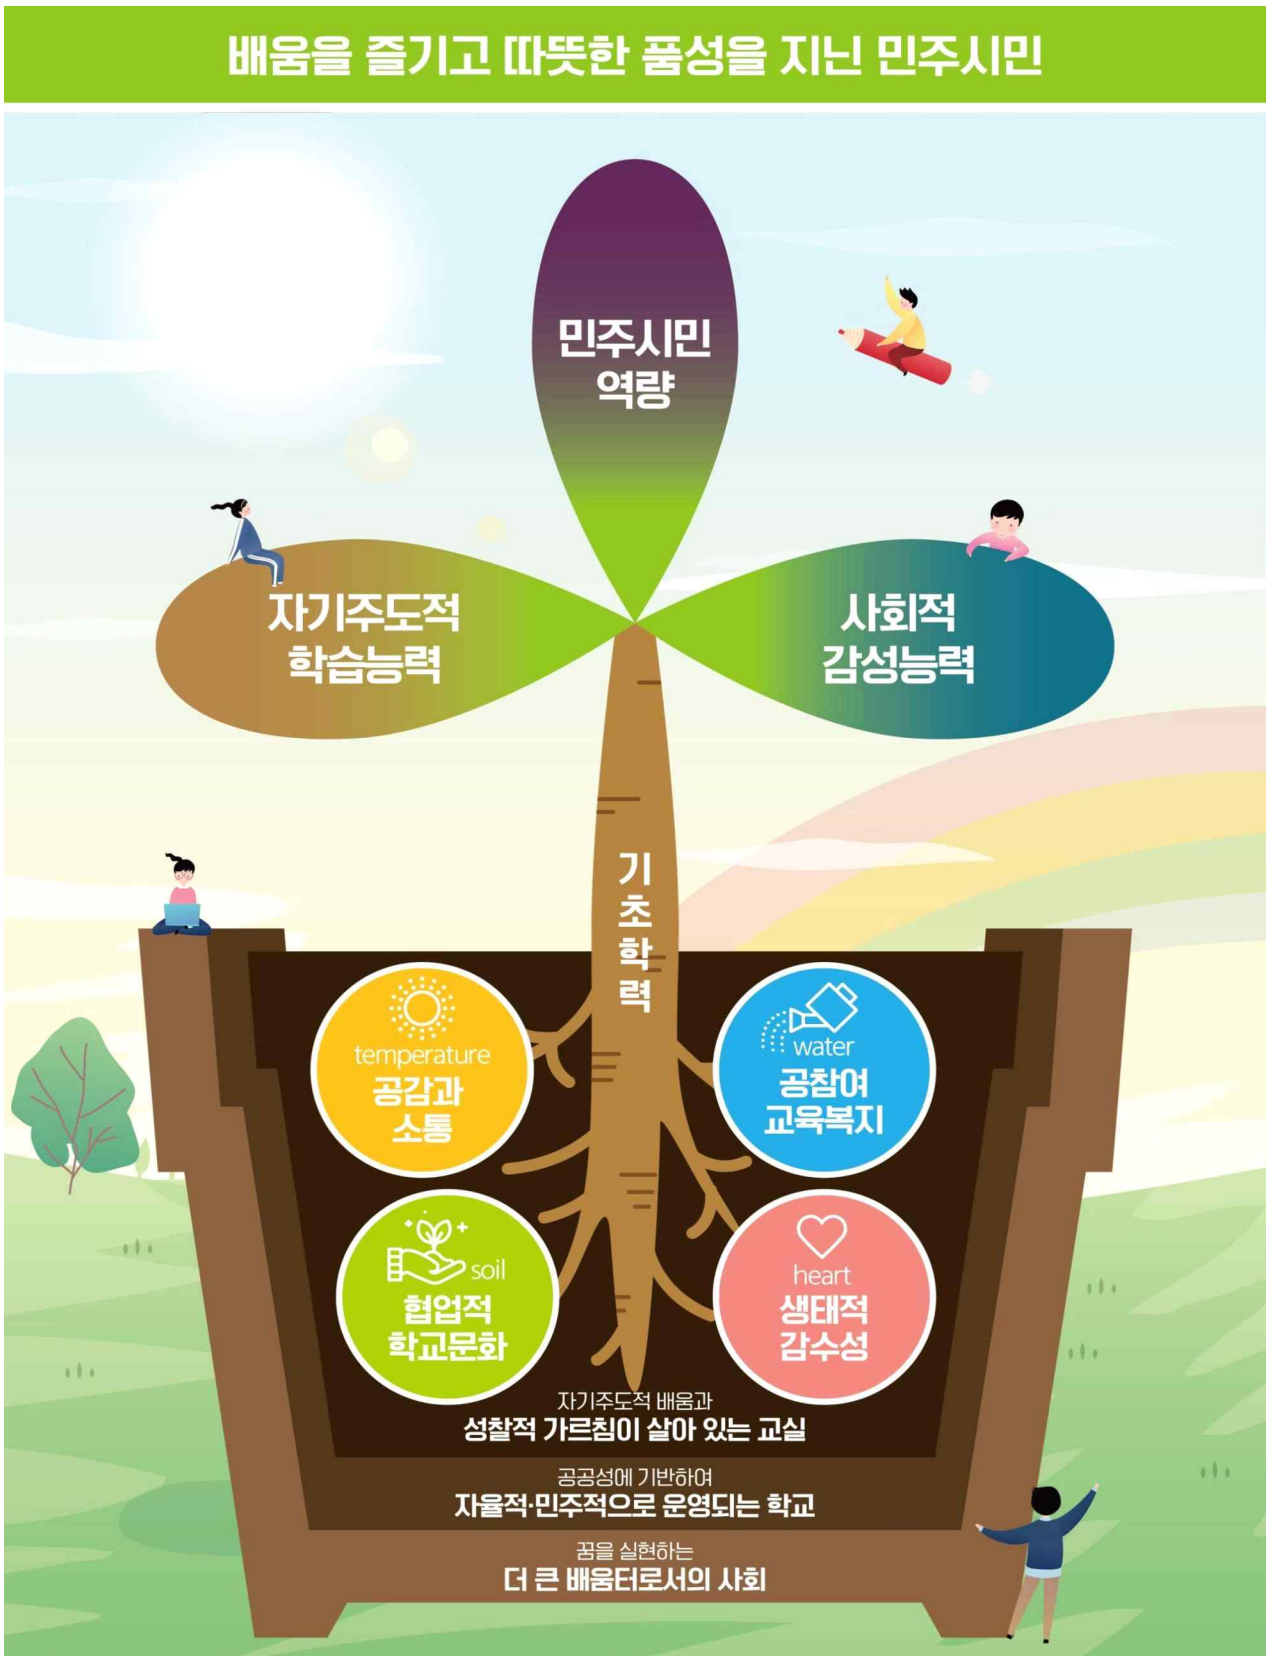 배움을 즐기고 따뜻한 품성을 지닌 민주시민
민주시민
역량
자기주도적
학습능력
사회적
감성능력
기
초
학
력
temperature
공감과
소통
water
공참여
교육복지
soil
협업적
학교문화
heart
생태적
감수성
자기주도적 배움과
성찰적 가르침이 살아 있는 교실
공공성에 기반하여
자율적·민주적으로 운영되는 학교
꿈을 실현하는
더 큰 배움터로서의 사회